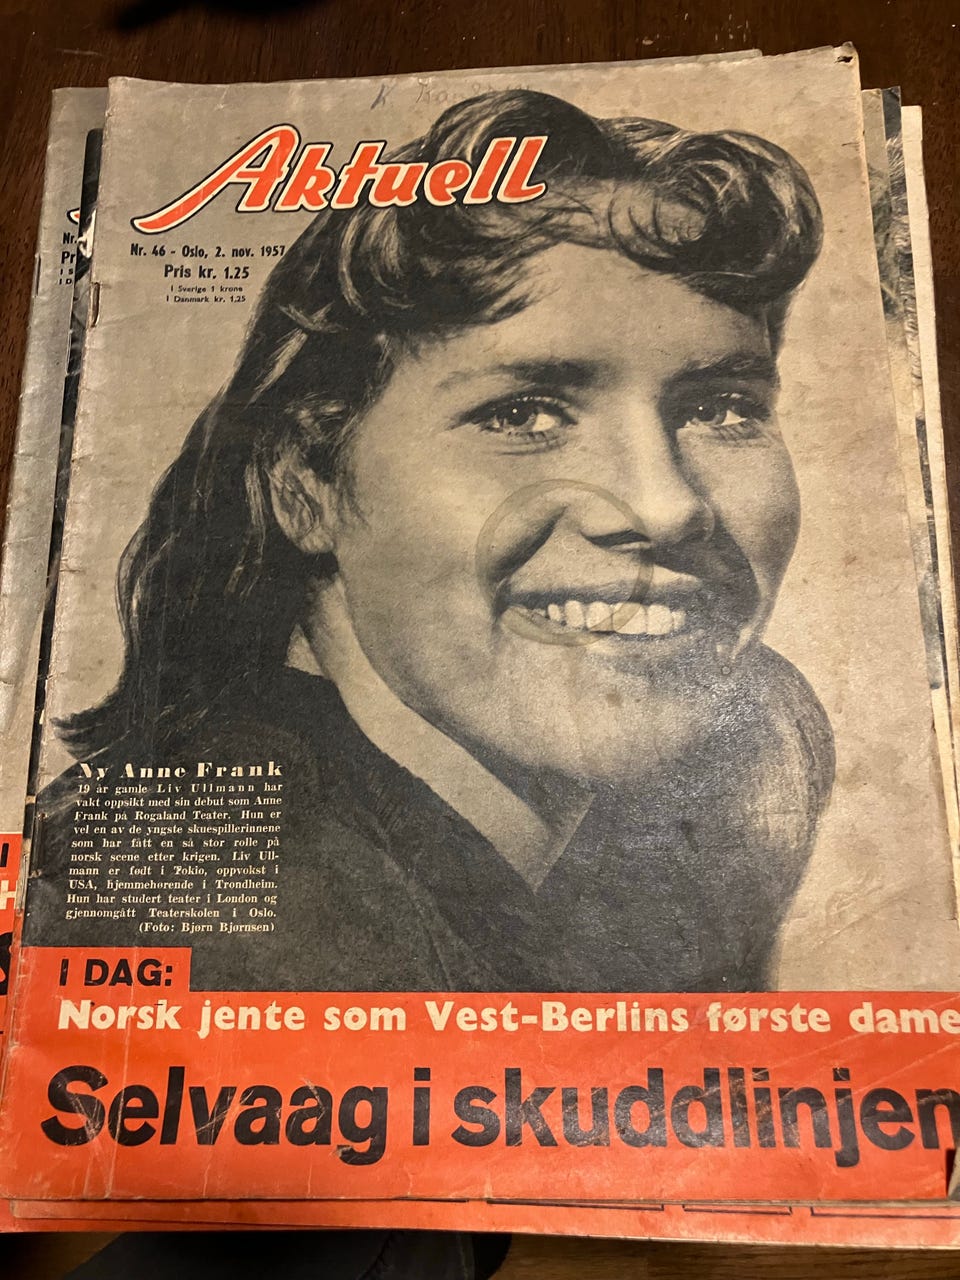 Aktuell
Nr. 46 - Oslo, 2. nov. 1957
Pris kr. 1.25
I Sverige 1 krone
I Danmark kr. 1,25
Ny Anne Frank
19 år gamle Liv Ullmann har
vakt oppsikt med sin debut som Anne
Frank på Rogaland Teater. Hun er
vel en av de yngste skuespillerinnene
som har fått en så stor rolle på
norsk scene etter krigen. Liv Ull-
mann er født i Tokio, oppvokst i
USA, hjemmehørende i Trondheim.
Hun har studert teater i London og
gjennomgått Teaterskolen i Oslo.
(Foto: Bjørn Bjørnsen)
I DAG:
Norsk jente som Vest-Berlins første dame
Selvaag i skuddlinjen
Nr.
Pr